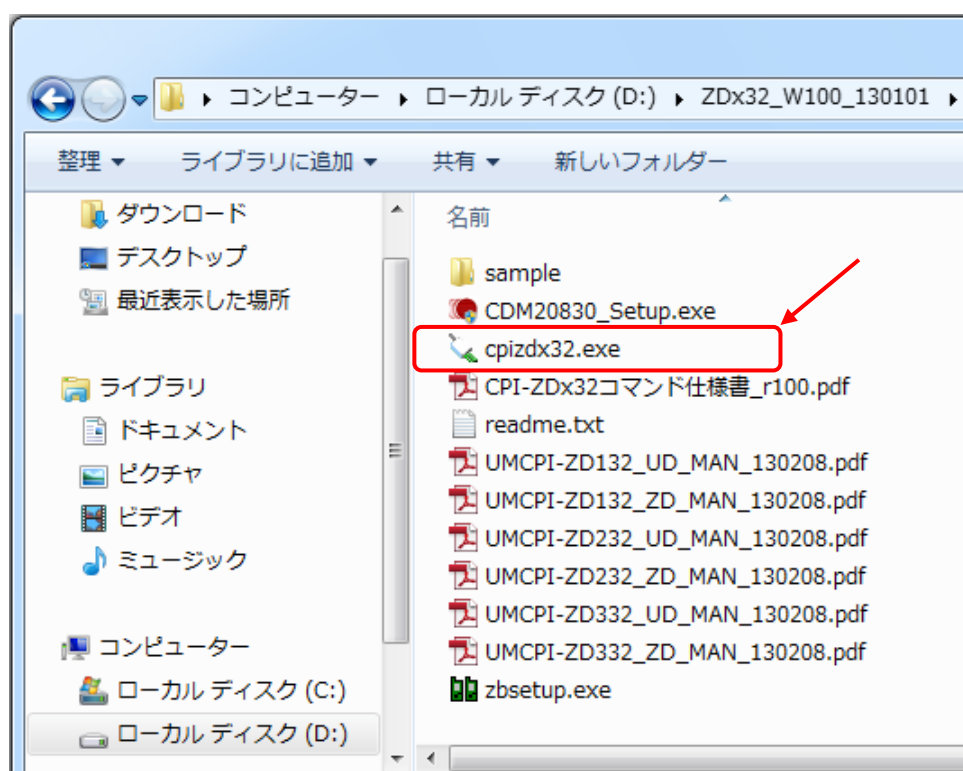 コンピューター ▸ ローカル ディスク (D:) ▸ ZDx32_W100_130101 ▸
整理 ▼ ライブラリに追加 ▼ 共有 ▼ 新しいフォルダー
ダウンロード
デスクトップ
最近表示した場所
ライブラリ
ドキュメント
ピクチャ
ビデオ
ミュージック
コンピューター
ローカル ディスク (C:)
ローカル ディスク (D:)
名前
sample
CDM20830_Setup.exe
cpizdx32.exe
CPI-ZDx32コマンド仕様書_r100.pdf
readme.txt
UMCPI-ZD132_UD_MAN_130208.pdf
UMCPI-ZD132_ZD_MAN_130208.pdf
UMCPI-ZD232_UD_MAN_130208.pdf
UMCPI-ZD232_ZD_MAN_130208.pdf
UMCPI-ZD332_UD_MAN_130208.pdf
UMCPI-ZD332_ZD_MAN_130208.pdf
zbsetup.exe